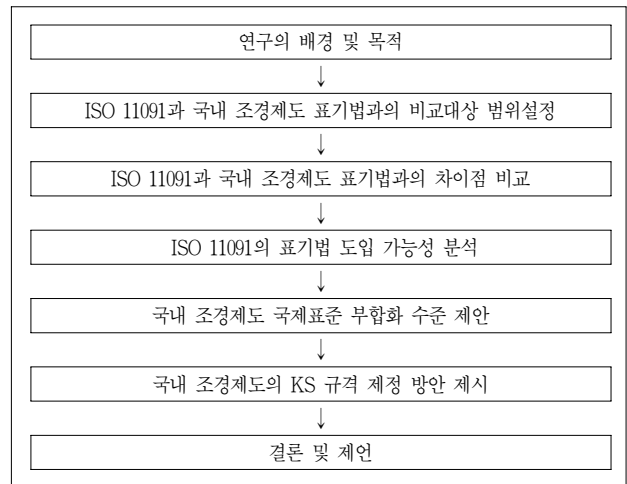 연구의 배경 및 목적
↓
ISO 11091과 국내 조경제도 표기법과의 비교대상 범위설정
↓
ISO 11091과 국내 조경제도 표기법과의 차이점 비교
↓
ISO 11091의 표기법 도입 가능성 분석
↓
국내 조경제도 국제표준 부합화 수준 제안
↓
국내 조경제도의 KS 규격 제정 방안 제시
↓
결론 및 제언